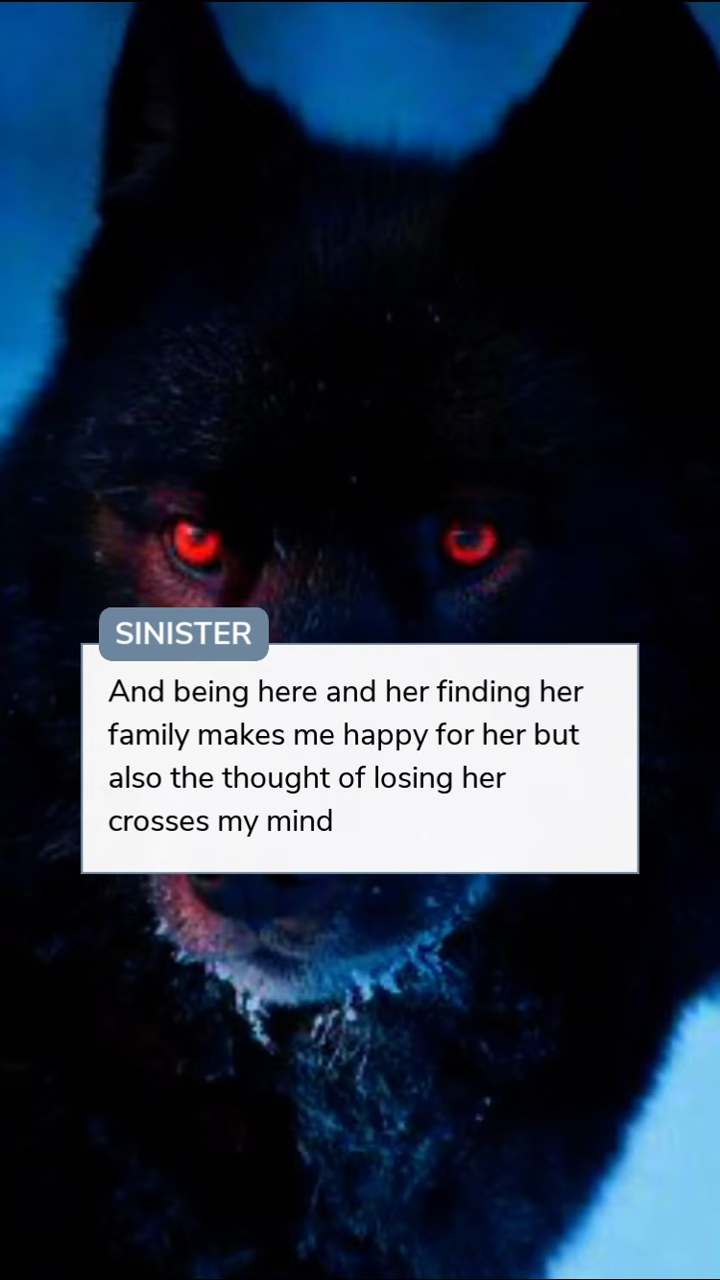 SINISTER
And being here and her finding her
family makes me happy for her but
also the thought of losing her
crosses my mind